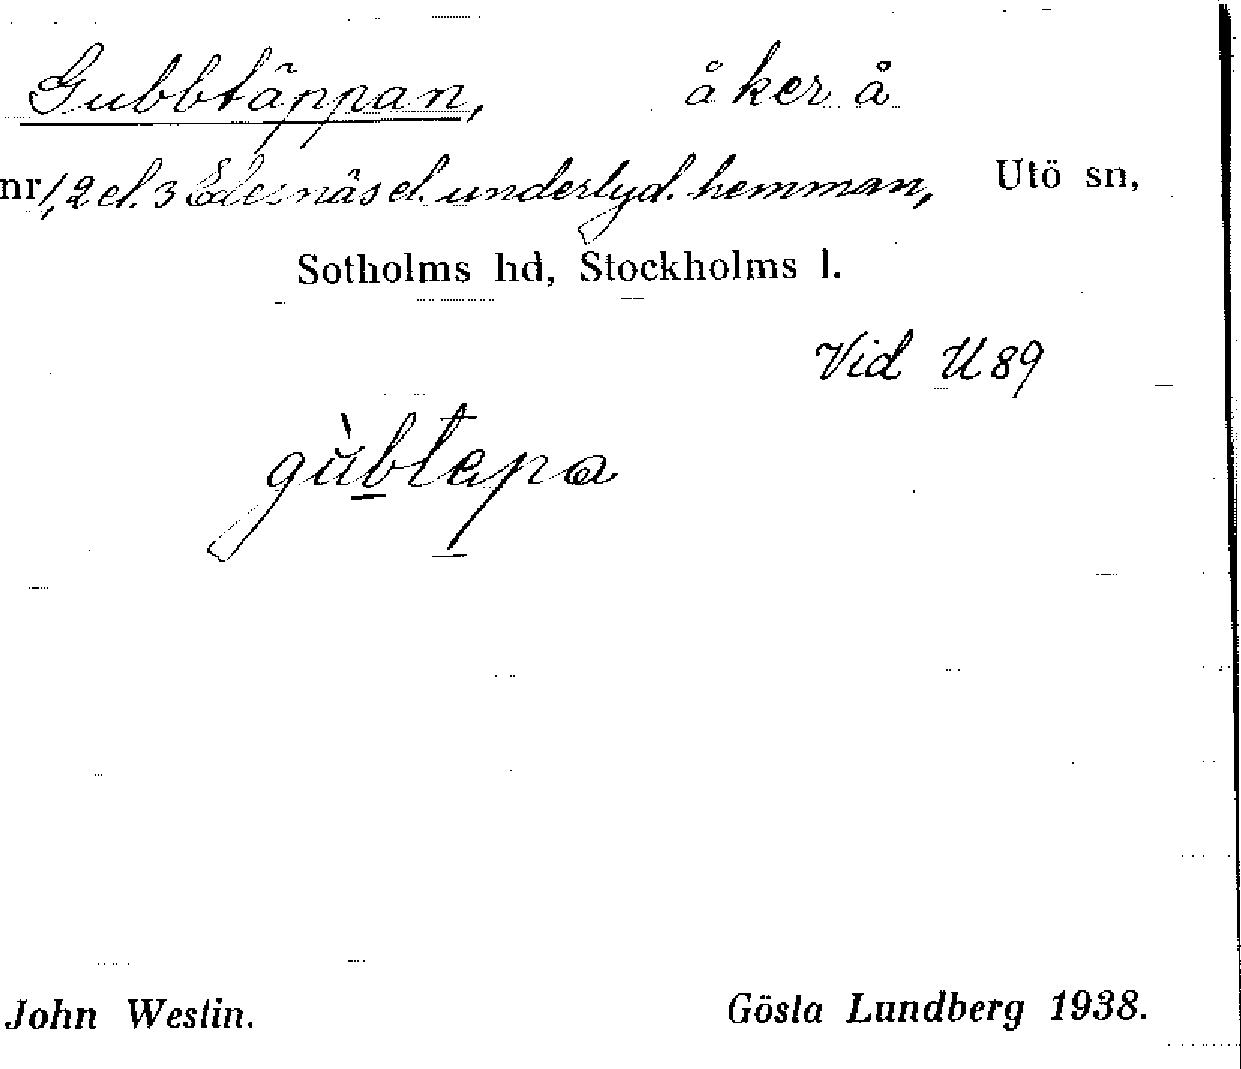 Gubbtäppan, åker å
nr 1, 2 el. 3 Edesnäs el. underlyd. hemman, Utö sn,
Sotholms hd, Stockholms l.
Vid U 89
gùbtepa
John Westin. Gösta Lundberg 1938.